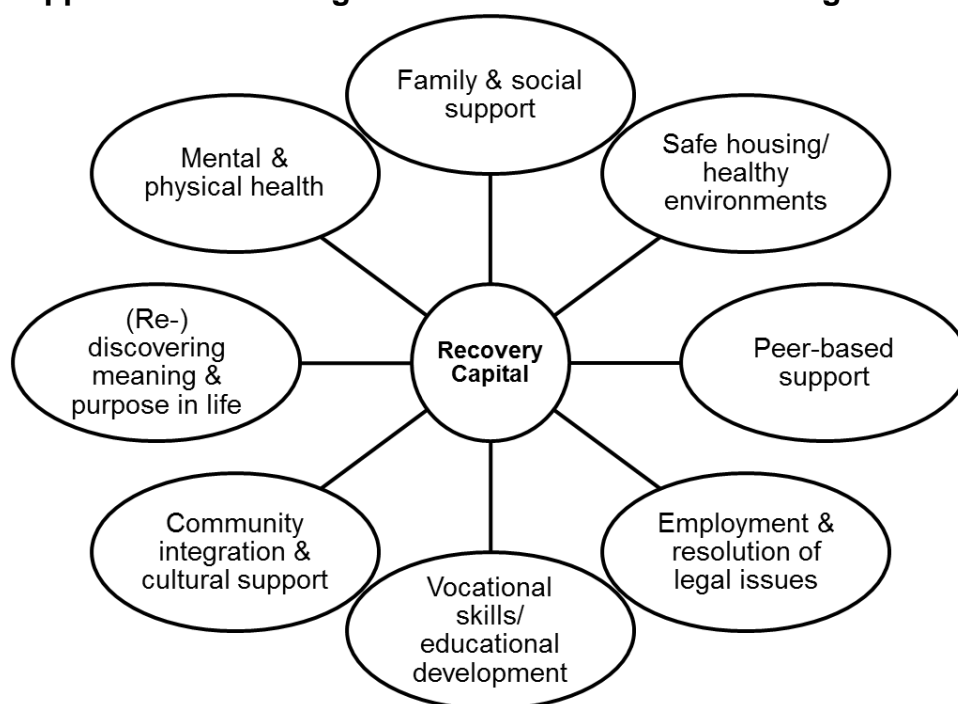 Family & social
support
Mental &
physical health
Safe housing/
healthy
environments
(Re-)
discovering
meaning &
purpose in life
Recovery
Capital
Peer-based
support
Community
integration &
cultural support
Employment &
resolution of
legal issues
Vocational
skills/
educational
development